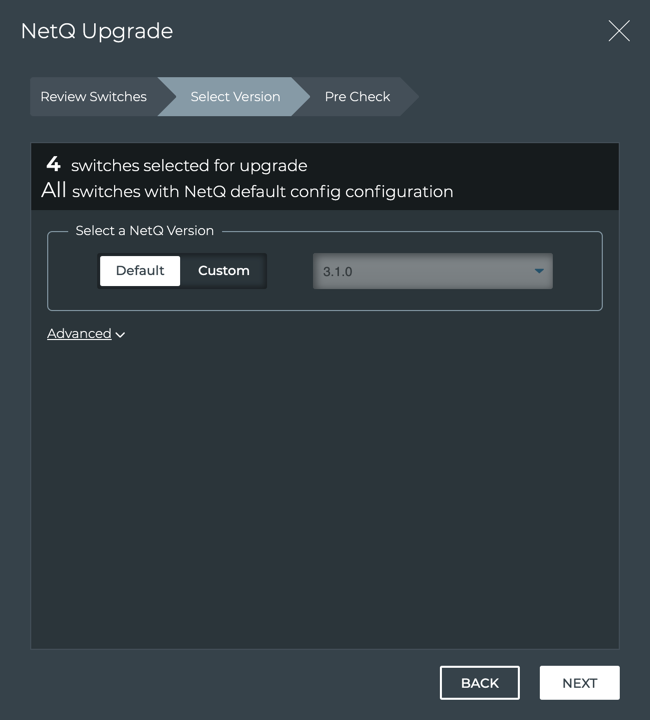 NetQ Upgrade
Review Switches Select Version Pre Check
4 switches selected for upgrade
All switches with NetQ default config configuration
Select a NetQ Version
Default Custom 3.1.0
Advanced
BACK NEXT